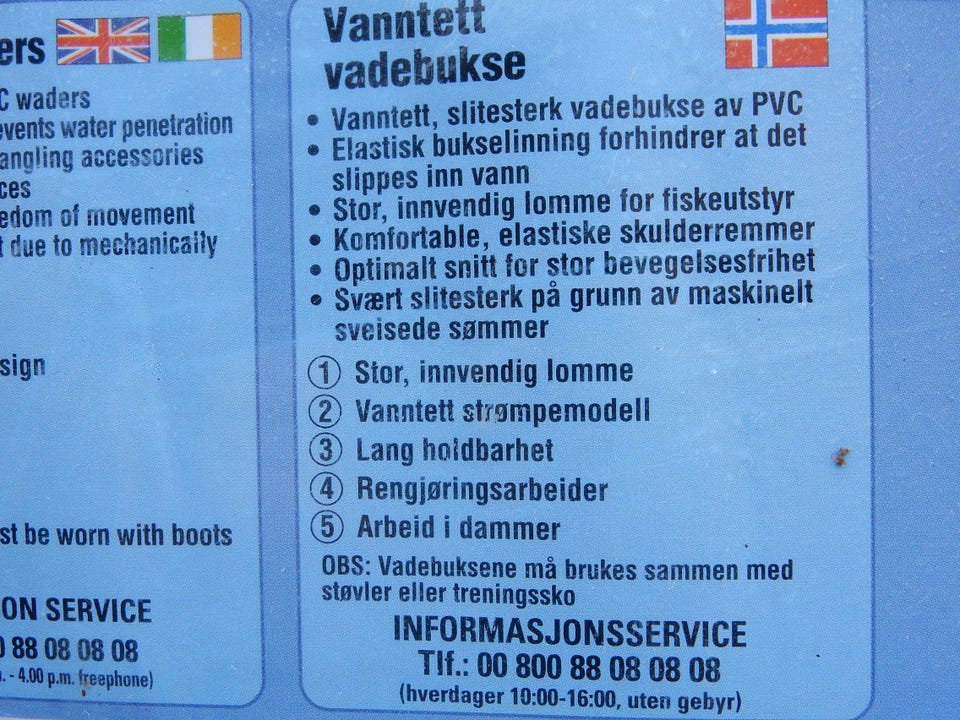 ers
C waders
events water penetration
angling accessories
ces
edom of movement
t due to mechanically
sign
st be worn with boots
ON SERVICE
0 88 08 08 08
. - 4.00 p.m. freephone)
Vanntett
vadebukse
• Vanntett, slitesterk vadebukse av PVC
• Elastisk bukselinning forhindrer at det
slippes inn vann
• Stor, innvendig lomme for fiskeutstyr
• Komfortable, elastiske skulderremmer
• Optimalt snitt for stor bevegelsesfrihet
• Svært slitesterk på grunn av maskinelt
sveisede sømmer
1 Stor, innvendig lomme
2 Vanntett strømpemodell
3 Lang holdbarhet
4 Rengjøringsarbeider
5 Arbeid i dammer
OBS: Vadebuksene må brukes sammen med
støvler eller treningssko
INFORMASJONSSERVICE
Tlf.: 00 800 88 08 08 08
(hverdager 10:00-16:00, uten gebyr)